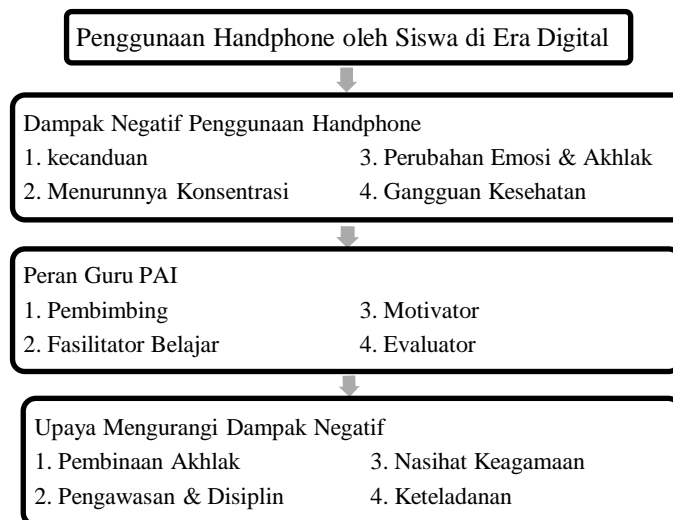 Penggunaan Handphone oleh Siswa di Era Digital
Dampak Negatif Penggunaan Handphone
1. kecanduan
2. Menurunnya Konsentrasi
3. Perubahan Emosi & Akhlak
4. Gangguan Kesehatan
Peran Guru PAI
1. Pembimbing
2. Fasilitator Belajar
3. Motivator
4. Evaluator
Upaya Mengurangi Dampak Negatif
1. Pembinaan Akhlak
2. Pengawasan & Disiplin
3. Nasihat Keagamaan
4. Keteladanan